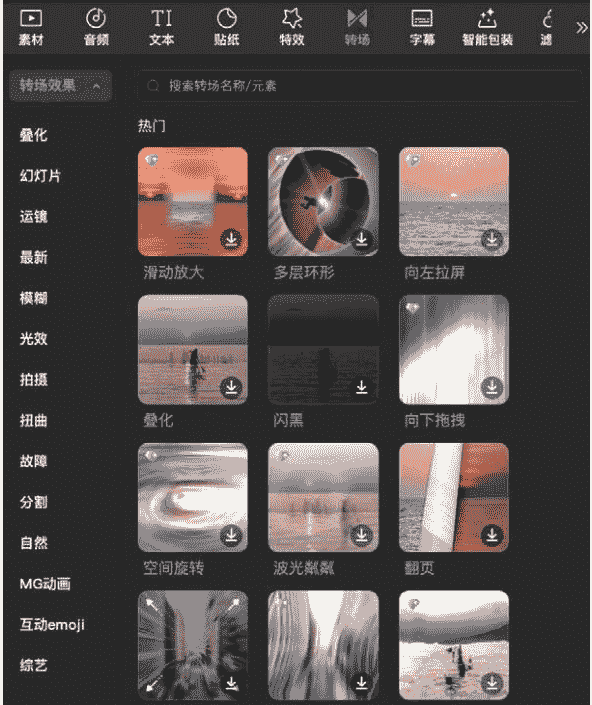 素材 音频 文本 贴纸 特效 转场 字幕 智能包装 滤
转场效果
搜索转场名称/元素
热门
叠化
幻灯片
运镜
最新
模糊
光效
拍摄
扭曲
故障
分割
自然
MG动画
互动emoji
综艺
滑动放大 多层环形 向左拉屏
叠化 闪黑 向下拖拽
空间旋转 波光粼粼 翻页